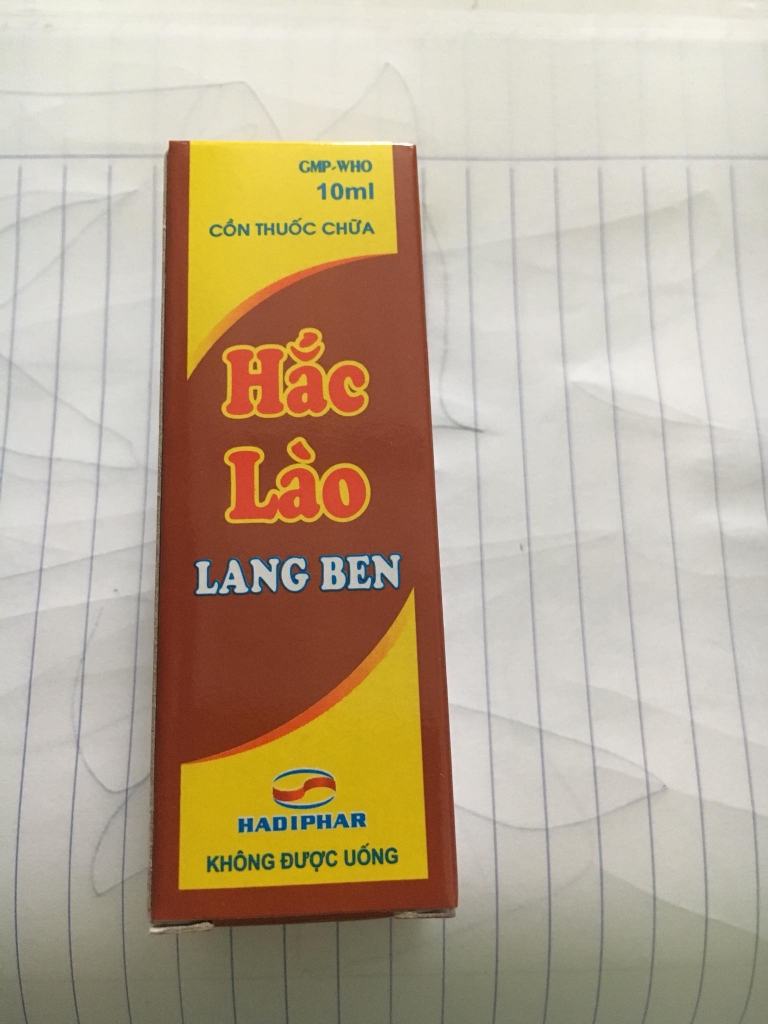 GMP-WHO
10ml
CỒN THUỐC CHỮA
Hắc
Lào
LANG BEN
HADIPHAR
KHÔNG ĐƯỢC UỐNG